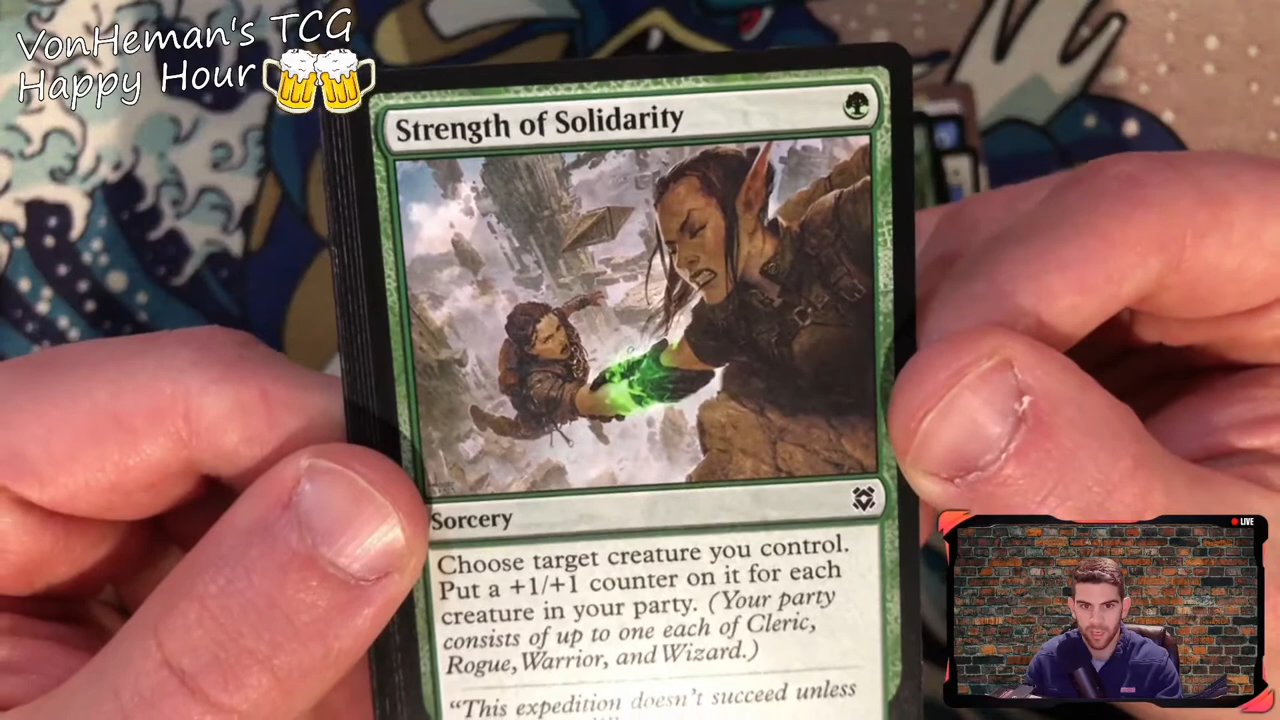 VonHeman's TCG
Happy Hour
Strength of Solidarity
Sorcery
Choose target creature you control.
Put a +1/+1 counter on it for each
creature in your party. (Your party
consists of up to one each of Cleric,
Rogue, Warrior, and Wizard.)
"This expedition doesn't succeed unless
LIVE